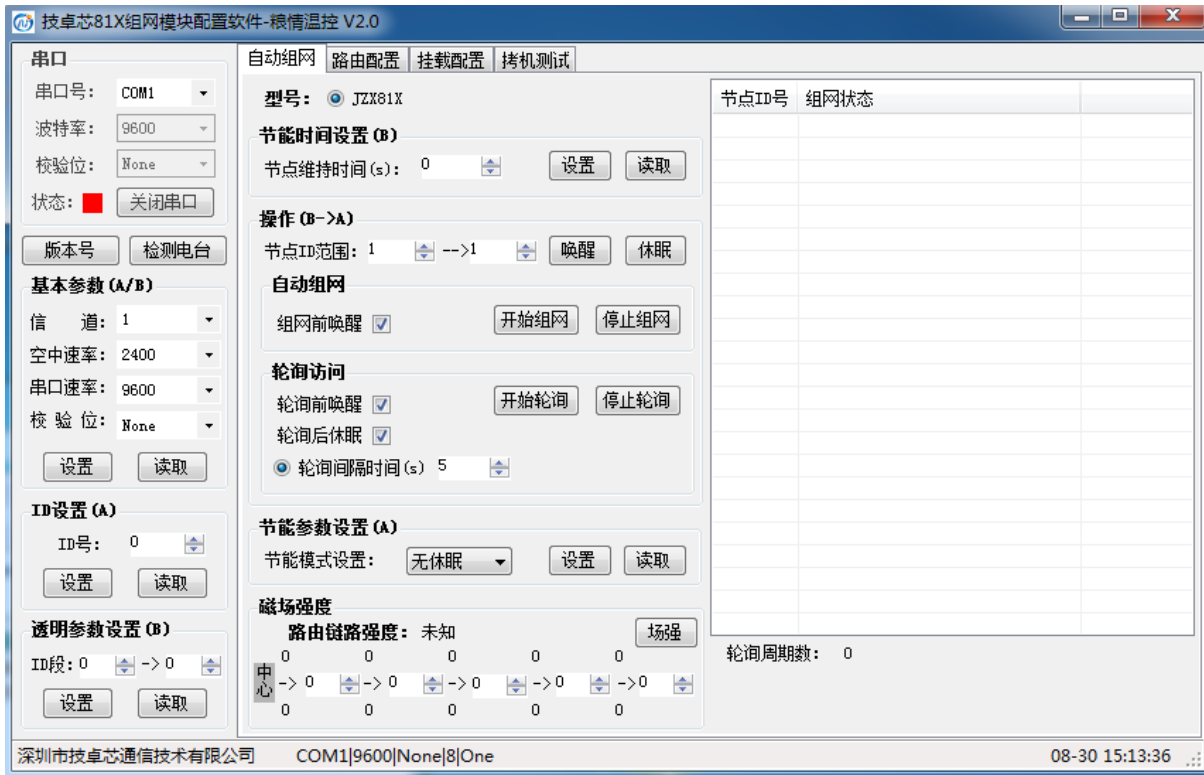 技卓芯81X组网模块配置软件-粮情温控 V2.0
串口
串口号: COM1
波特率: 9600
校验位: None
状态: 关闭串口
版本号 检测电台
基本参数(A/B)
信 道: 1
空中速率: 2400
串口速率: 9600
校 验 位: None
设置 读取
ID设置(A)
ID号: 0
设置 读取
透明参数设置(B)
ID段: 0 -> 0
设置 读取
自动组网 路由配置 挂载配置 拷机测试
型号: JZX81X
节能时间设置(B)
节点维持时间(s): 0 设置 读取
操作(B->A)
节点ID范围: 1 -->1 唤醒 休眠
自动组网
组网前唤醒 开始组网 停止组网
轮询访问
轮询前唤醒 开始轮询 停止轮询
轮询后休眠
轮询间隔时间(s) 5
节能参数设置(A)
节能模式设置: 无休眠 设置 读取
磁场强度
路由链路强度: 未知 场强
0 0 0 0 0
中心 -> 0 -> 0 -> 0 -> 0 ->0
0 0 0 0 0
节点ID号 组网状态
轮询周期数: 0
深圳市技卓芯通信技术有限公司 COM1|9600|None|8|One 08-30 15:13:36